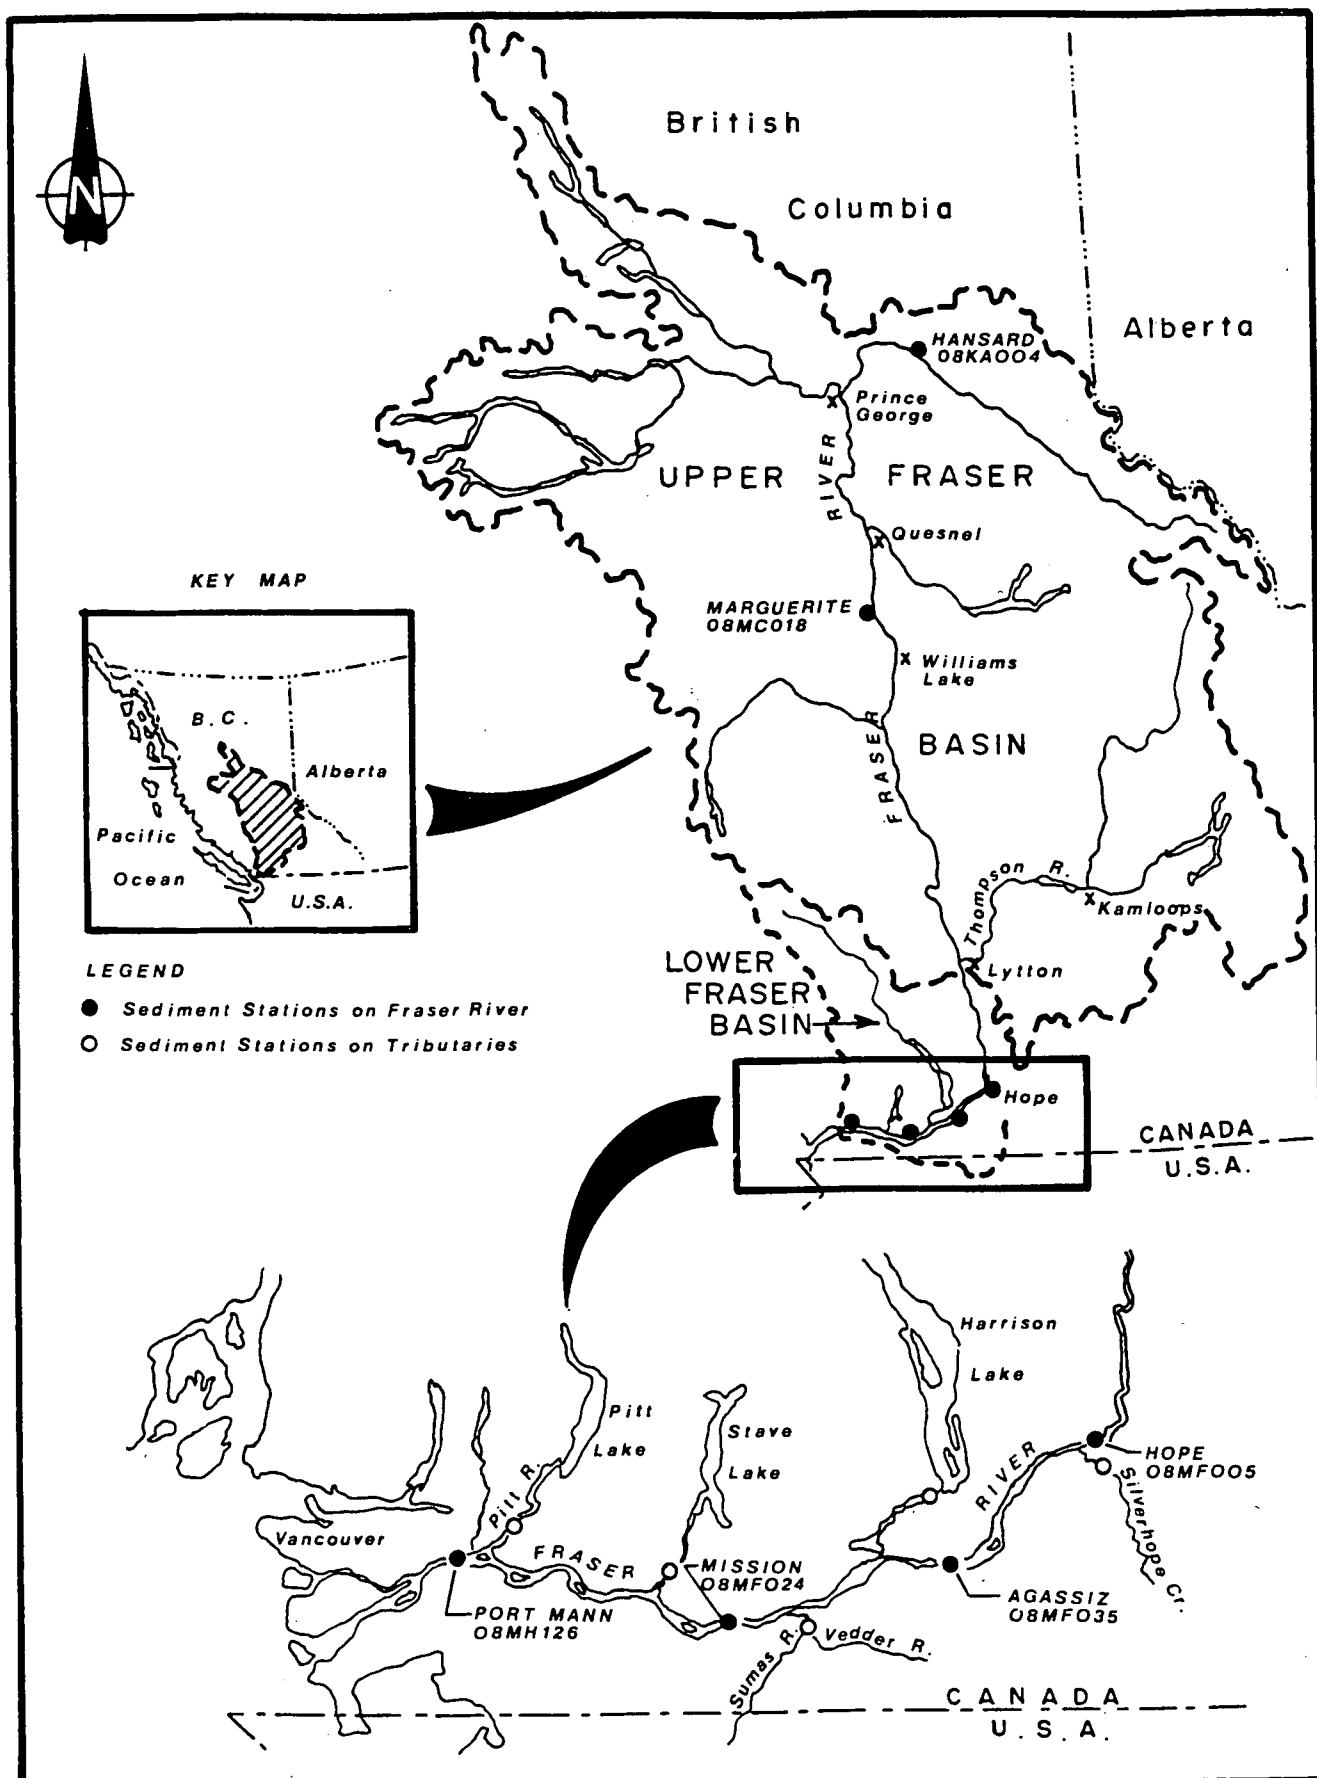 N
British
Columbia
Alberta
HANSARD
08KA004
Prince
George
UPPER FRASER
RIVER
Quesnel
KEY MAP
MARGUERITE
08MC018
Williams
Lake
B.C.
Alberta
Pacific
Ocean
U.S.A.
FRASER
BASIN
Thompson R.
Kamloops
Lytton
LEGEND
Sediment Stations on Fraser River
Sediment Stations on Tributaries
LOWER
FRASER
BASIN
Hope
CANADA
U.S.A.
Harrison
Lake
Pitt
Lake
Stave
Lake
Pitt R.
RIVER
HOPE
08MF005
Silverhope Cr.
Vancouver
FRASER
MISSION
08MF024
AGASSIZ
08MF035
PORT MANN
08MH126
Sumas R.
Vedder R.
CANADA
U.S.A.